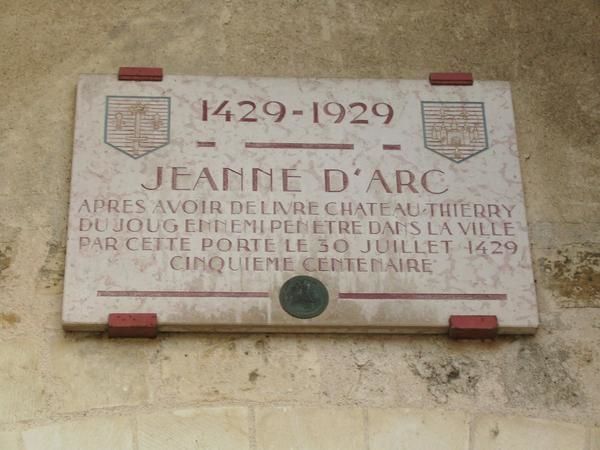 1429-1929
JEANNE D'ARC
APRES AVOIR DELIVRE CHATEAU-THIERRY
DU JOUG ENNEMI PENETRE DANS LA VILLE
PAR CETTE PORTE LE 30 JUILLET 1429
CINQUIEME CENTENAIRE